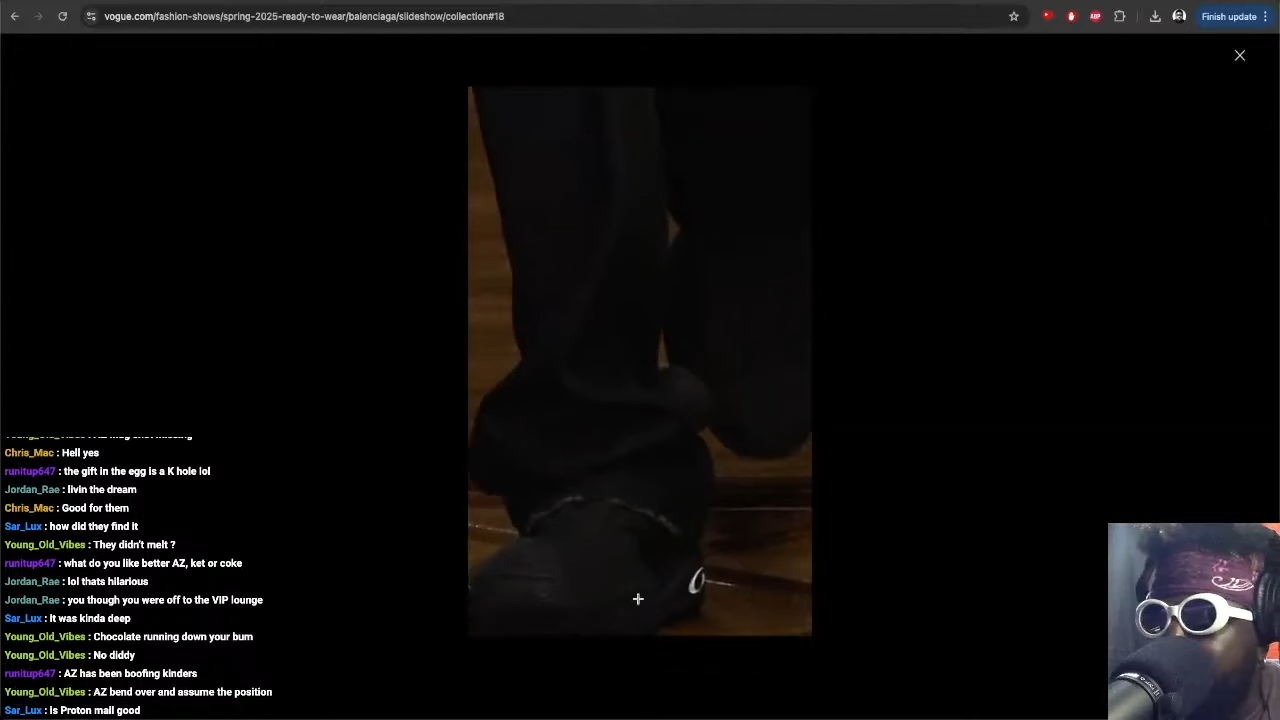 vogue.com/fashion-shows/spring-2025-ready-to-wear/balenciaga/slideshow/collection#18
Finish update
Chris_Mac : Hell yes
runitup647 : the gift in the egg is a K hole lol
Jordan_Rae : livin the dream
Chris_Mac : Good for them
Sar_Lux : how did they find it
Young_Old_Vibes : They didn't melt ?
runitup647 : what do you like better AZ, ket or coke
Jordan_Rae : lol thats hilarious
Jordan_Rae : you though you were off to the VIP lounge
Sar_Lux : It was kinda deep
Young_Old_Vibes : Chocolate running down your bum
Young_Old_Vibes : No diddy
runitup647 : AZ has been boofing kinders
Young_Old_Vibes : AZ bend over and assume the position
Sar_Lux : Is Proton mail good